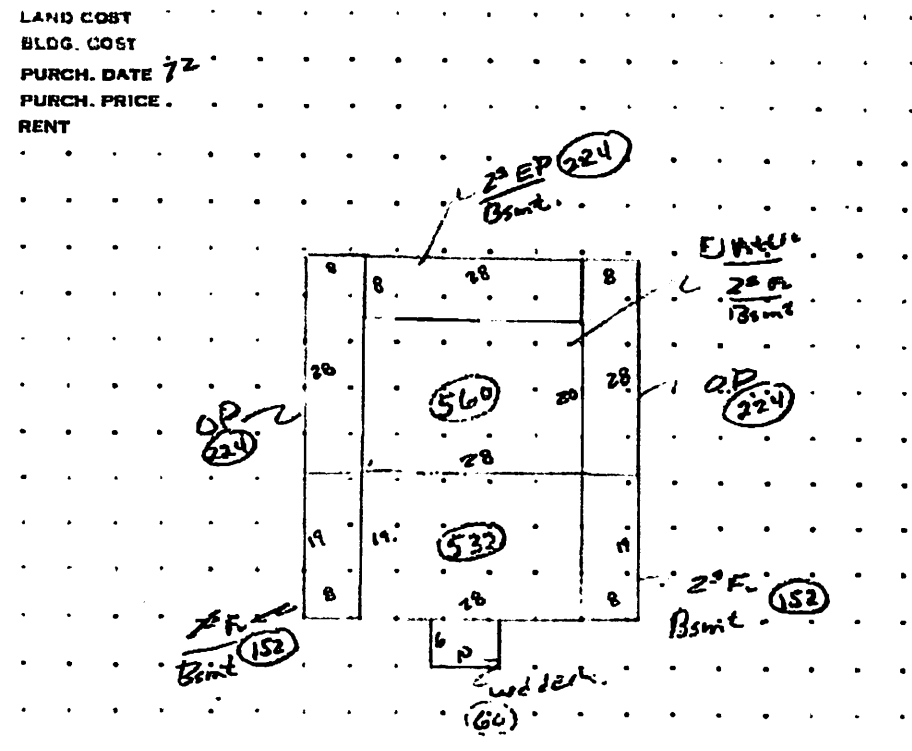 LAND COST
BLDG. COST
PURCH. DATE 72
PURCH. PRICE
RENT
2s EP 224
Bsmt.
2s Fr
Bsmt
8 28 8
8
28 20 28
560
OP
224
OP
224
28
19 19 532 19
8 28 8
2s Fr 152
Bsmt
Fr 152
Bsmt
6
wd deck.
60